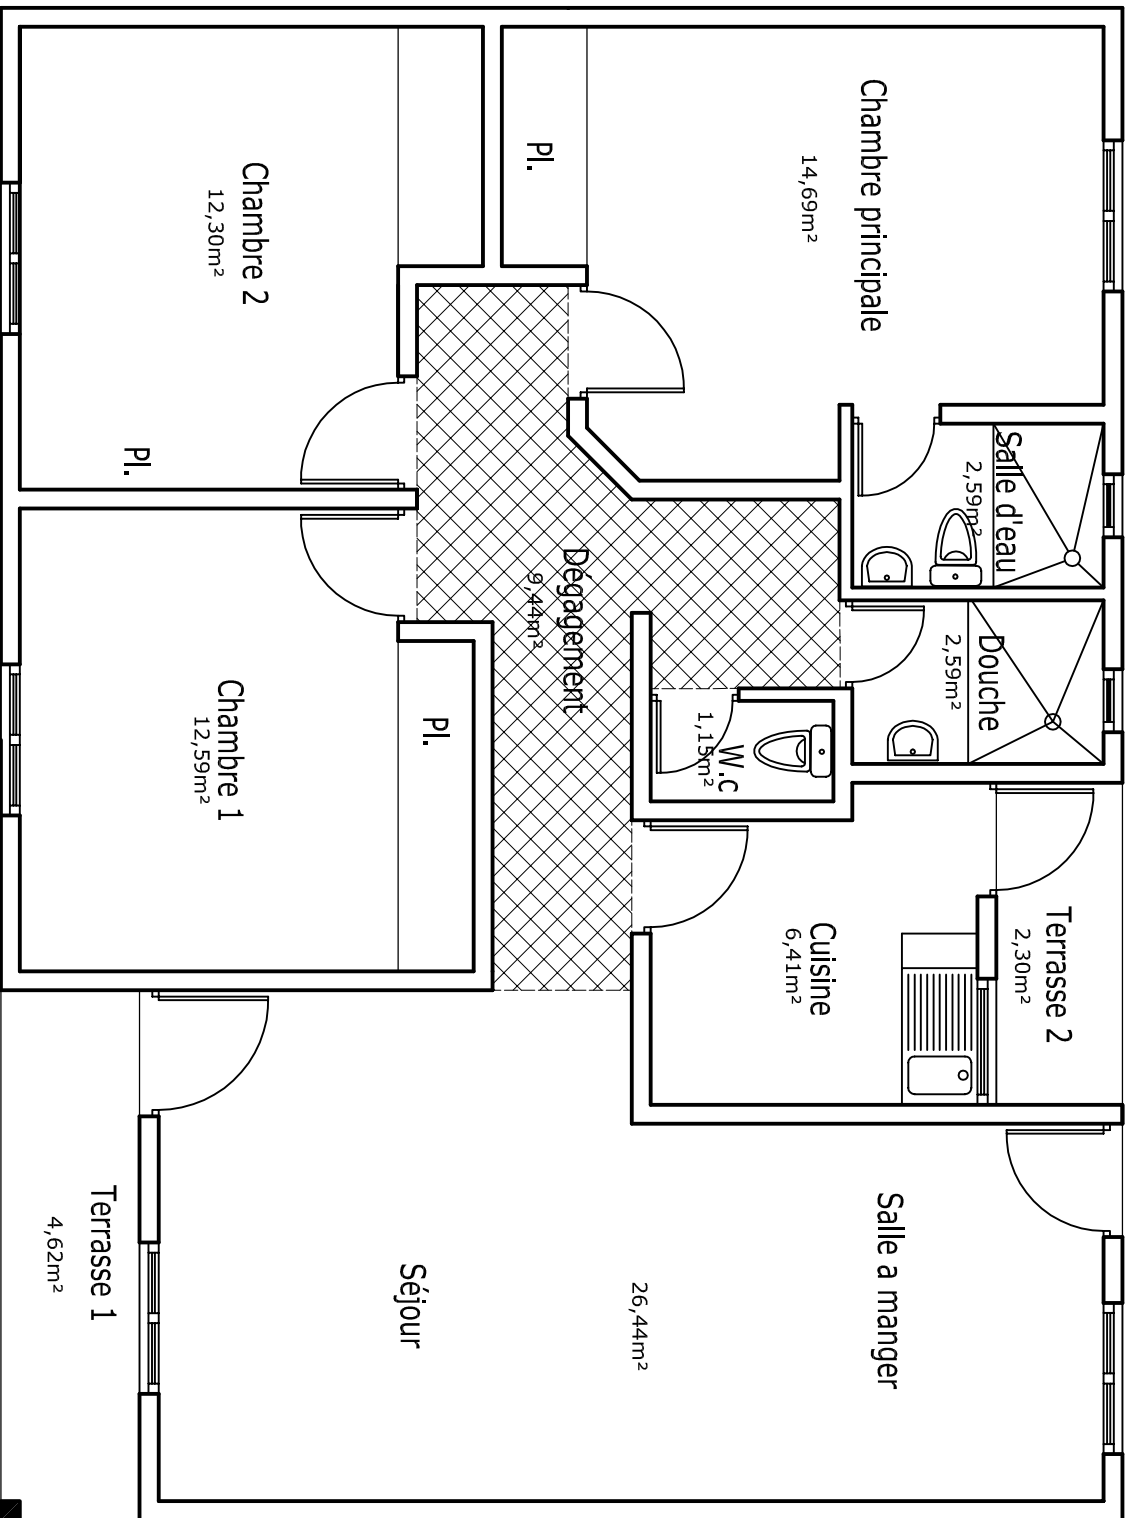 Chambre principale
14,69m²
Pl.
Chambre 2
12,30m²
Pl.
Salle d'eau
2,59m²
Douche
2,59m²
Dégagement
9,44m²
W.c
1,15m²
Pl.
Chambre 1
12,59m²
Terrasse 2
2,30m²
Cuisine
6,41m²
Salle a manger
26,44m²
Séjour
Terrasse 1
4,62m²